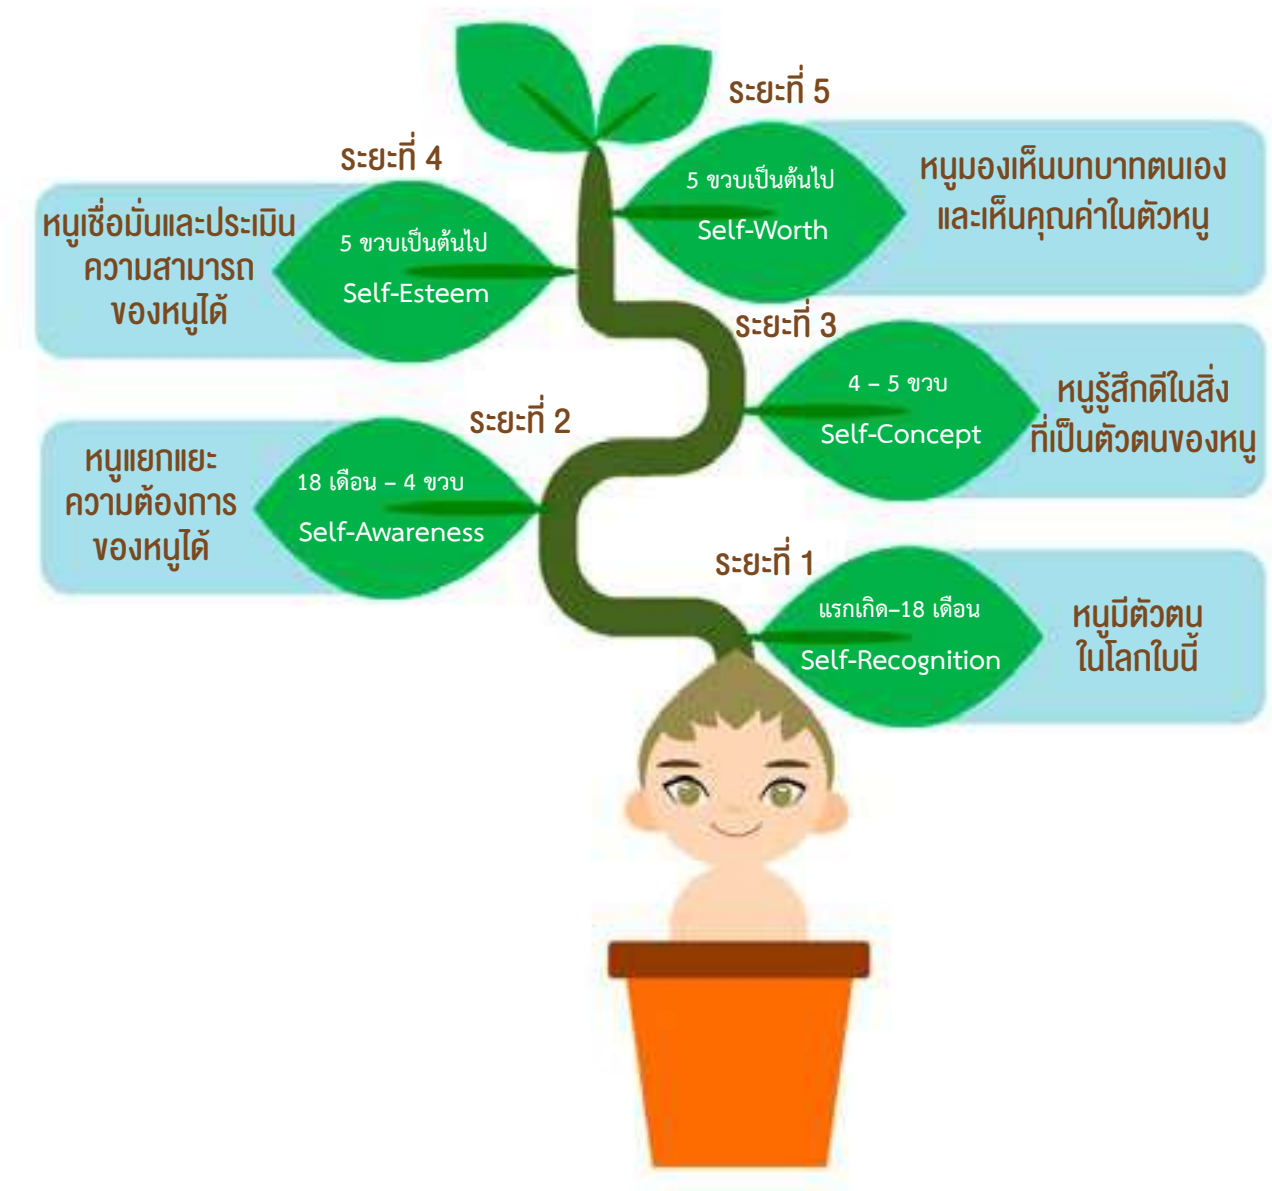 ระยะที่ 5
5 ขวบเป็นต้นไป
Self-Worth
หนูมองเห็นบทบาทตนเอง
และเห็นคุณค่าในตัวหนู
ระยะที่ 4
หนูเชื่อมั่นและประเมิน
ความสามารถ
ของหนูได้
5 ขวบเป็นต้นไป
Self-Esteem
ระยะที่ 3
4 – 5 ขวบ
Self-Concept
หนูรู้สึกดีในสิ่ง
ที่เป็นตัวตนของหนู
ระยะที่ 2
หนูแยกแยะ
ความต้องการ
ของหนูได้
18 เดือน – 4 ขวบ
Self-Awareness
ระยะที่ 1
แรกเกิด–18 เดือน
Self-Recognition
หนูมีตัวตน
ในโลกใบนี้